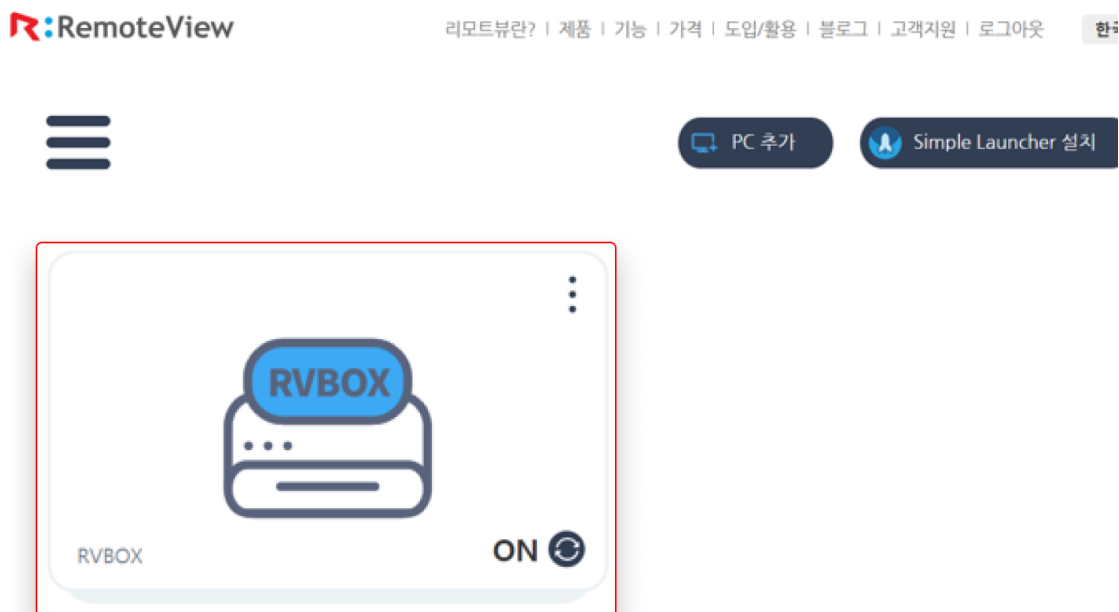 RemoteView
리모트뷰란? | 제품 | 기능 | 가격 | 도입/활용 | 블로그 | 고객지원 | 로그아웃
PC 추가
Simple Launcher 설치
RVBOX
RVBOX
ON